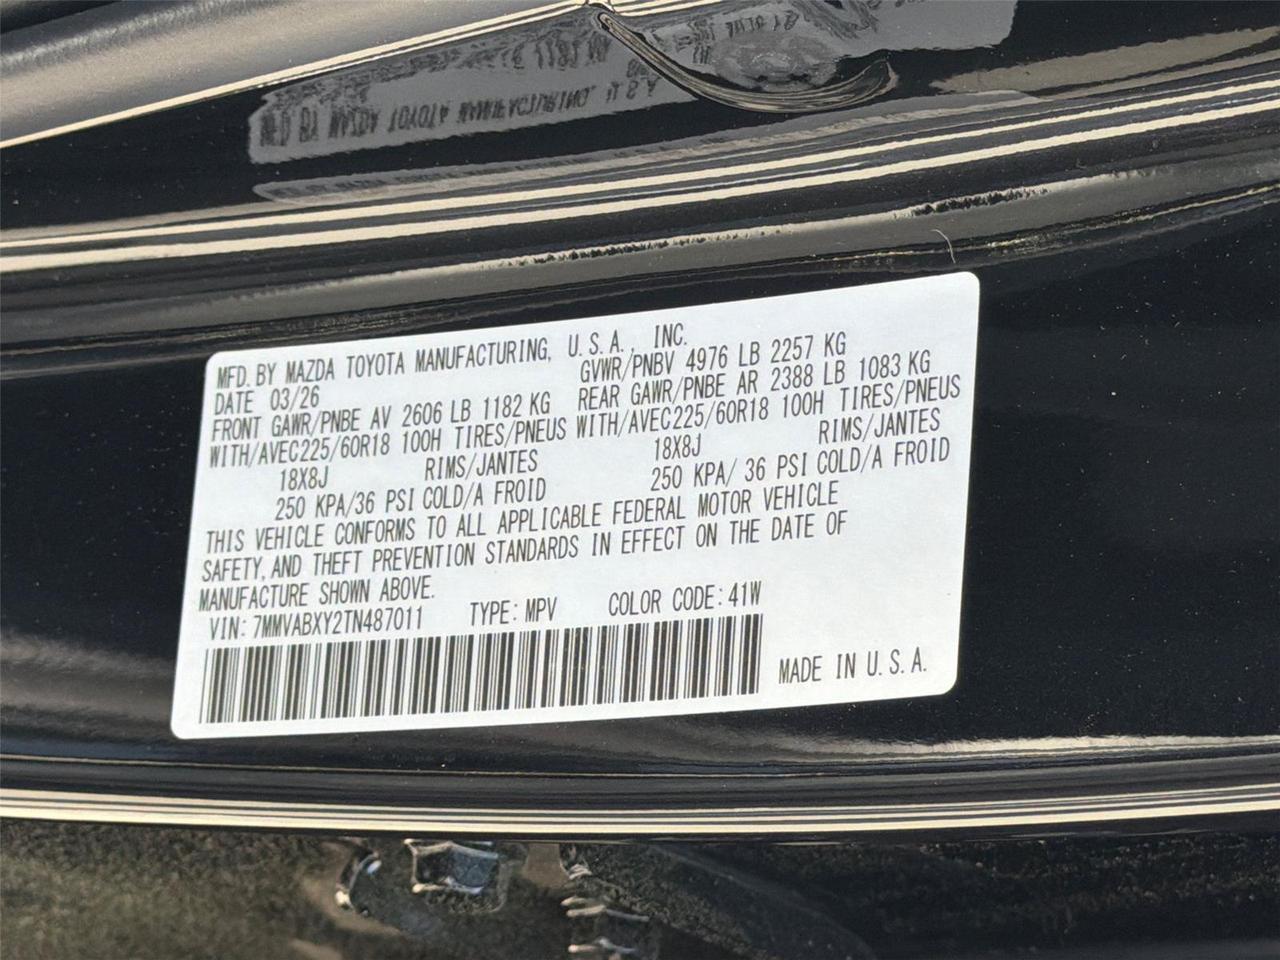 MFD. BY MAZDA TOYOTA MANUFACTURING, U.S.A., INC.
DATE 03/26 GVWR/PNBV 4976 LB 2257 KG
FRONT GAWR/PNBE AV 2606 LB 1182 KG REAR GAWR/PNBE AR 2388 LB 1083 KG
WITH/AVEC225/60R18 100H TIRES/PNEUS WITH/AVEC225/60R18 100H TIRES/PNEUS
18X8J RIMS/JANTES 18X8J RIMS/JANTES
250 KPA/36 PSI COLD/A FROID 250 KPA/ 36 PSI COLD/A FROID
THIS VEHICLE CONFORMS TO ALL APPLICABLE FEDERAL MOTOR VEHICLE
SAFETY, AND THEFT PREVENTION STANDARDS IN EFFECT ON THE DATE OF
MANUFACTURE SHOWN ABOVE.
VIN: 7MMVABXY2TN487011 TYPE: MPV COLOR CODE: 41W
MADE IN U.S.A.